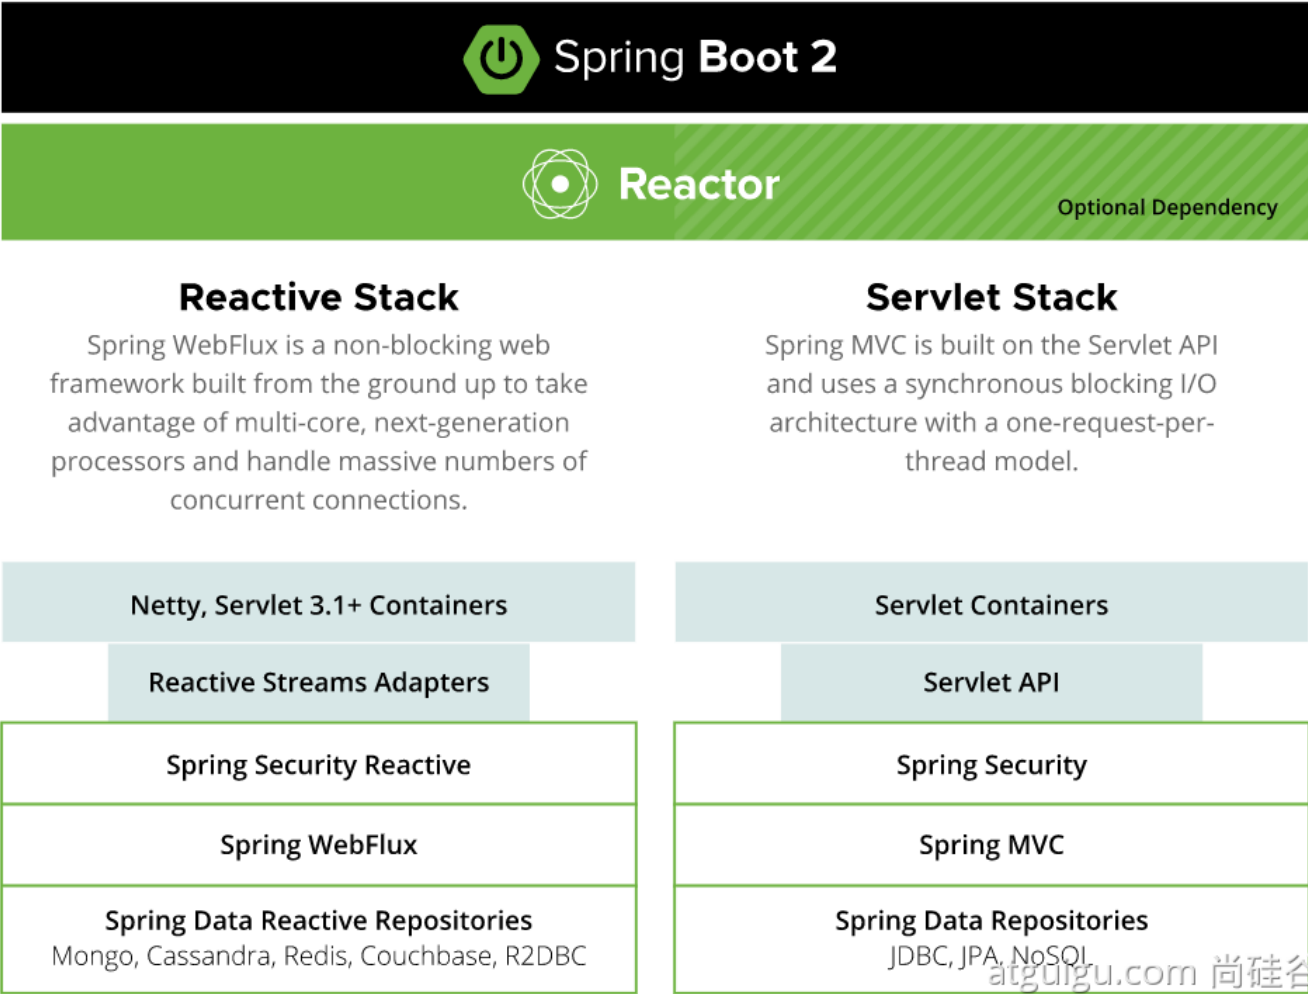 Spring Boot 2
Reactor
Optional Dependency
Reactive Stack
Spring WebFlux is a non-blocking web
framework built from the ground up to take
advantage of multi-core, next-generation
processors and handle massive numbers of
concurrent connections.
Netty, Servlet 3.1+ Containers
Reactive Streams Adapters
Spring Security Reactive
Spring WebFlux
Spring Data Reactive Repositories
Mongo, Cassandra, Redis, Couchbase, R2DBC
Servlet Stack
Spring MVC is built on the Servlet API
and uses a synchronous blocking I/O
architecture with a one-request-per-
thread model.
Servlet Containers
Servlet API
Spring Security
Spring MVC
Spring Data Repositories
JDBC, JPA, NoSQL
atguigu.com 尚硅谷